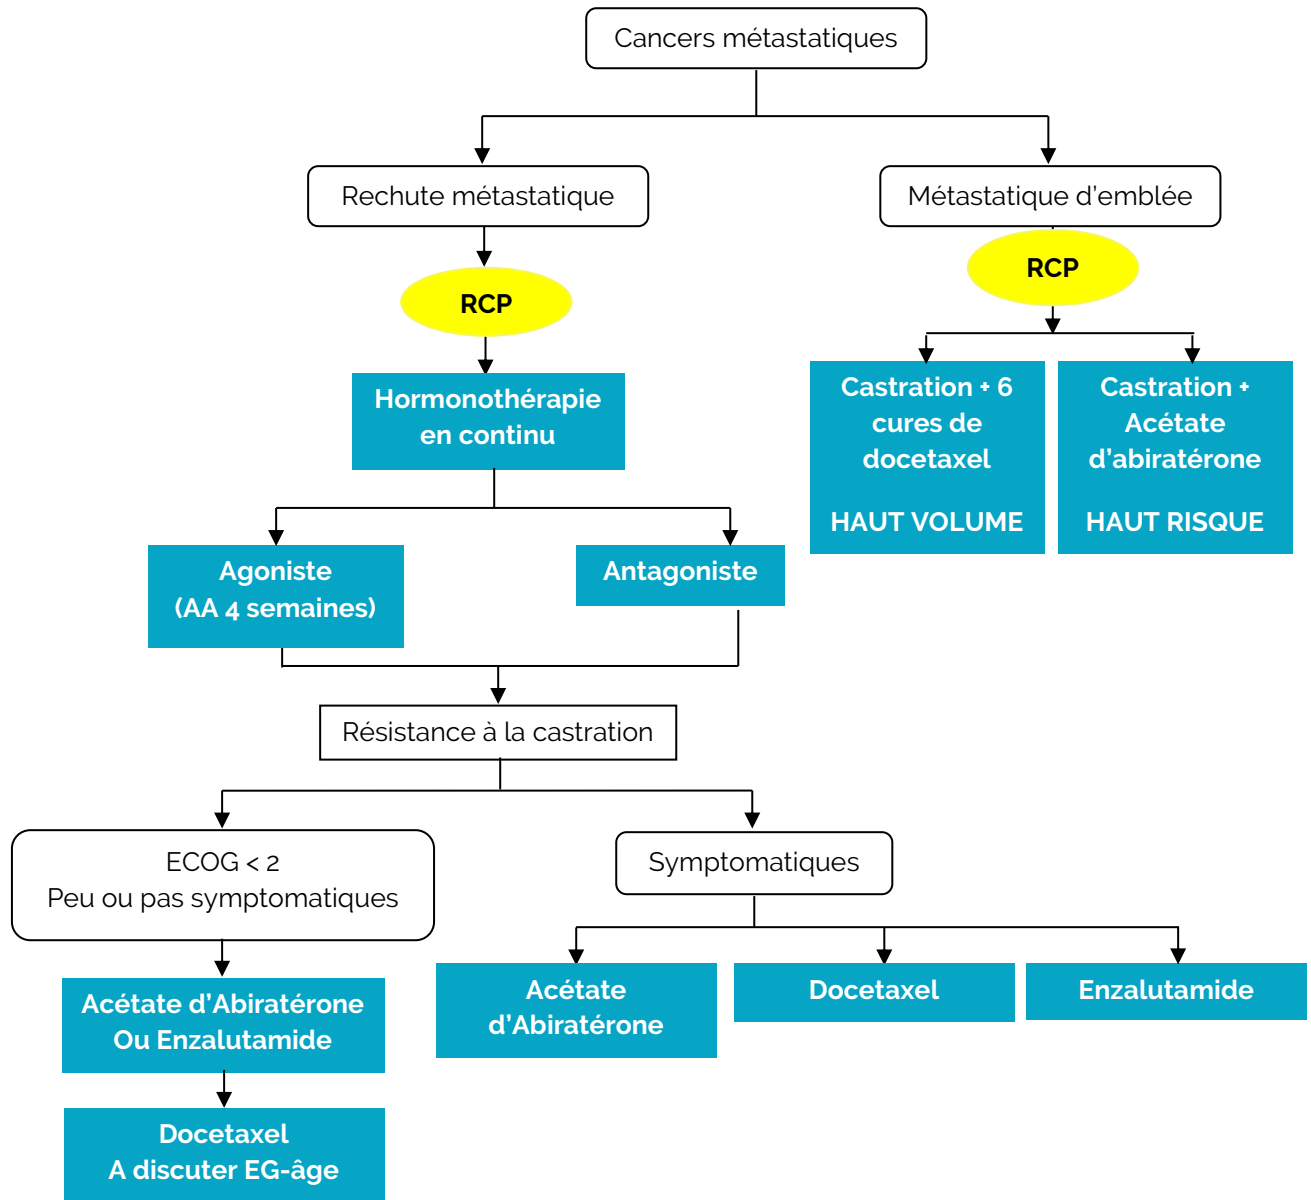 Cancers métastatiques
Rechute métastatique
Métastatique d’emblée
RCP
RCP
Hormonothérapie
en continu
Castration + 6
cures de
docetaxel
HAUT VOLUME
Castration +
Acétate
d’abiratérone
HAUT RISQUE
Agoniste
(AA 4 semaines)
Antagoniste
Résistance à la castration
ECOG < 2
Peu ou pas symptomatiques
Symptomatiques
Acétate d’Abiratérone
Ou Enzalutamide
Acétate
d’Abiratérone
Docetaxel
Enzalutamide
Docetaxel
A discuter EG-âge